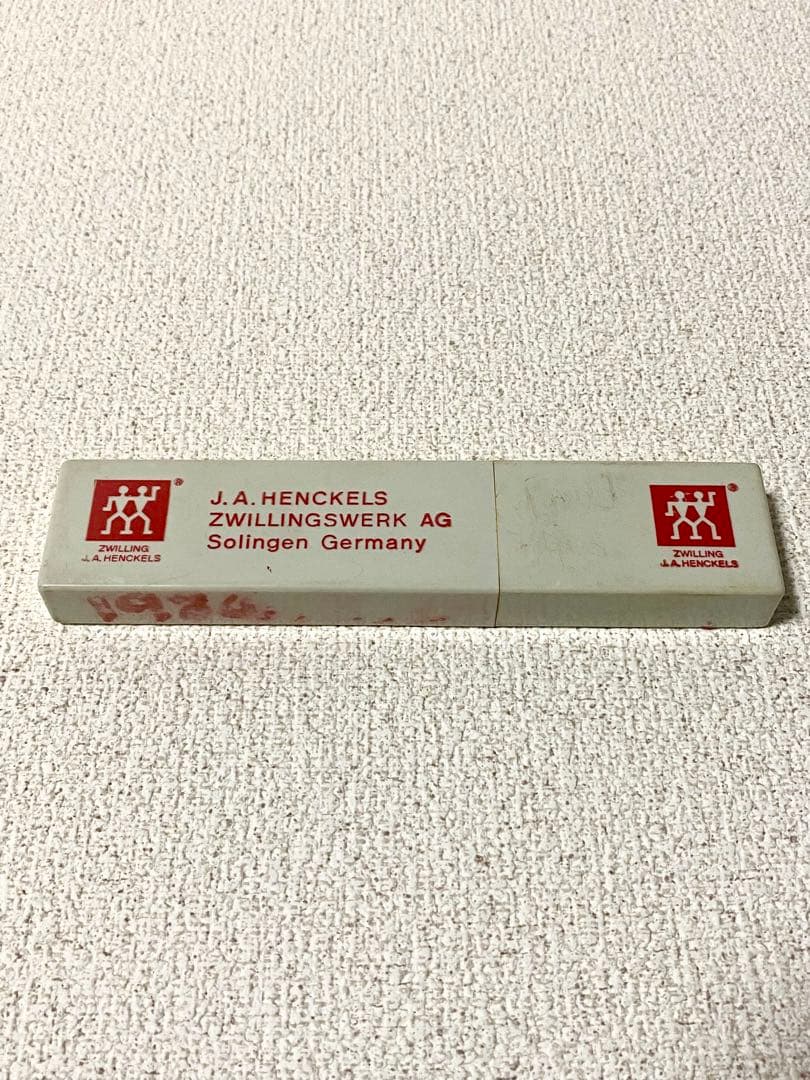 ®
ZWILLING
J.A. HENCKELS
J. A. HENCKELS
ZWILLINGSWERK AG
Solingen Germany
®
ZWILLING
J.A. HENCKELS